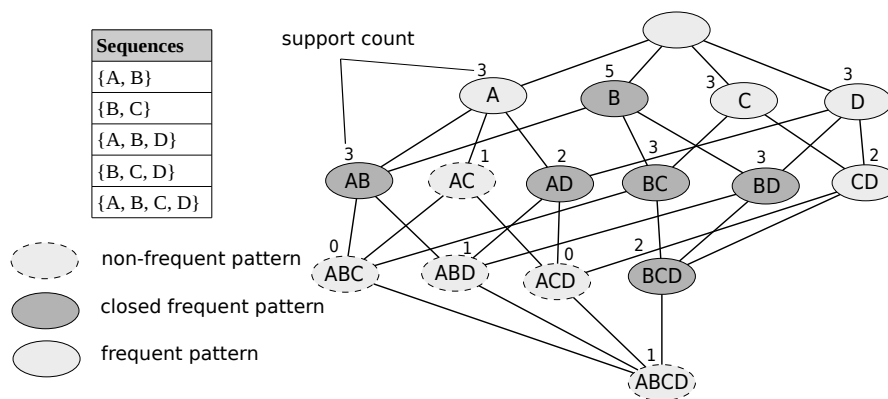 support count
Sequences
{A, B}
{B, C}
{A, B, D}
{B, C, D}
{A, B, C, D}
3 5 3 3
A B C D
3 1 2 3 3 2
AB AC AD BC BD CD
0 1 0 2
ABC ABD ACD BCD
1
ABCD
non-frequent pattern
closed frequent pattern
frequent pattern